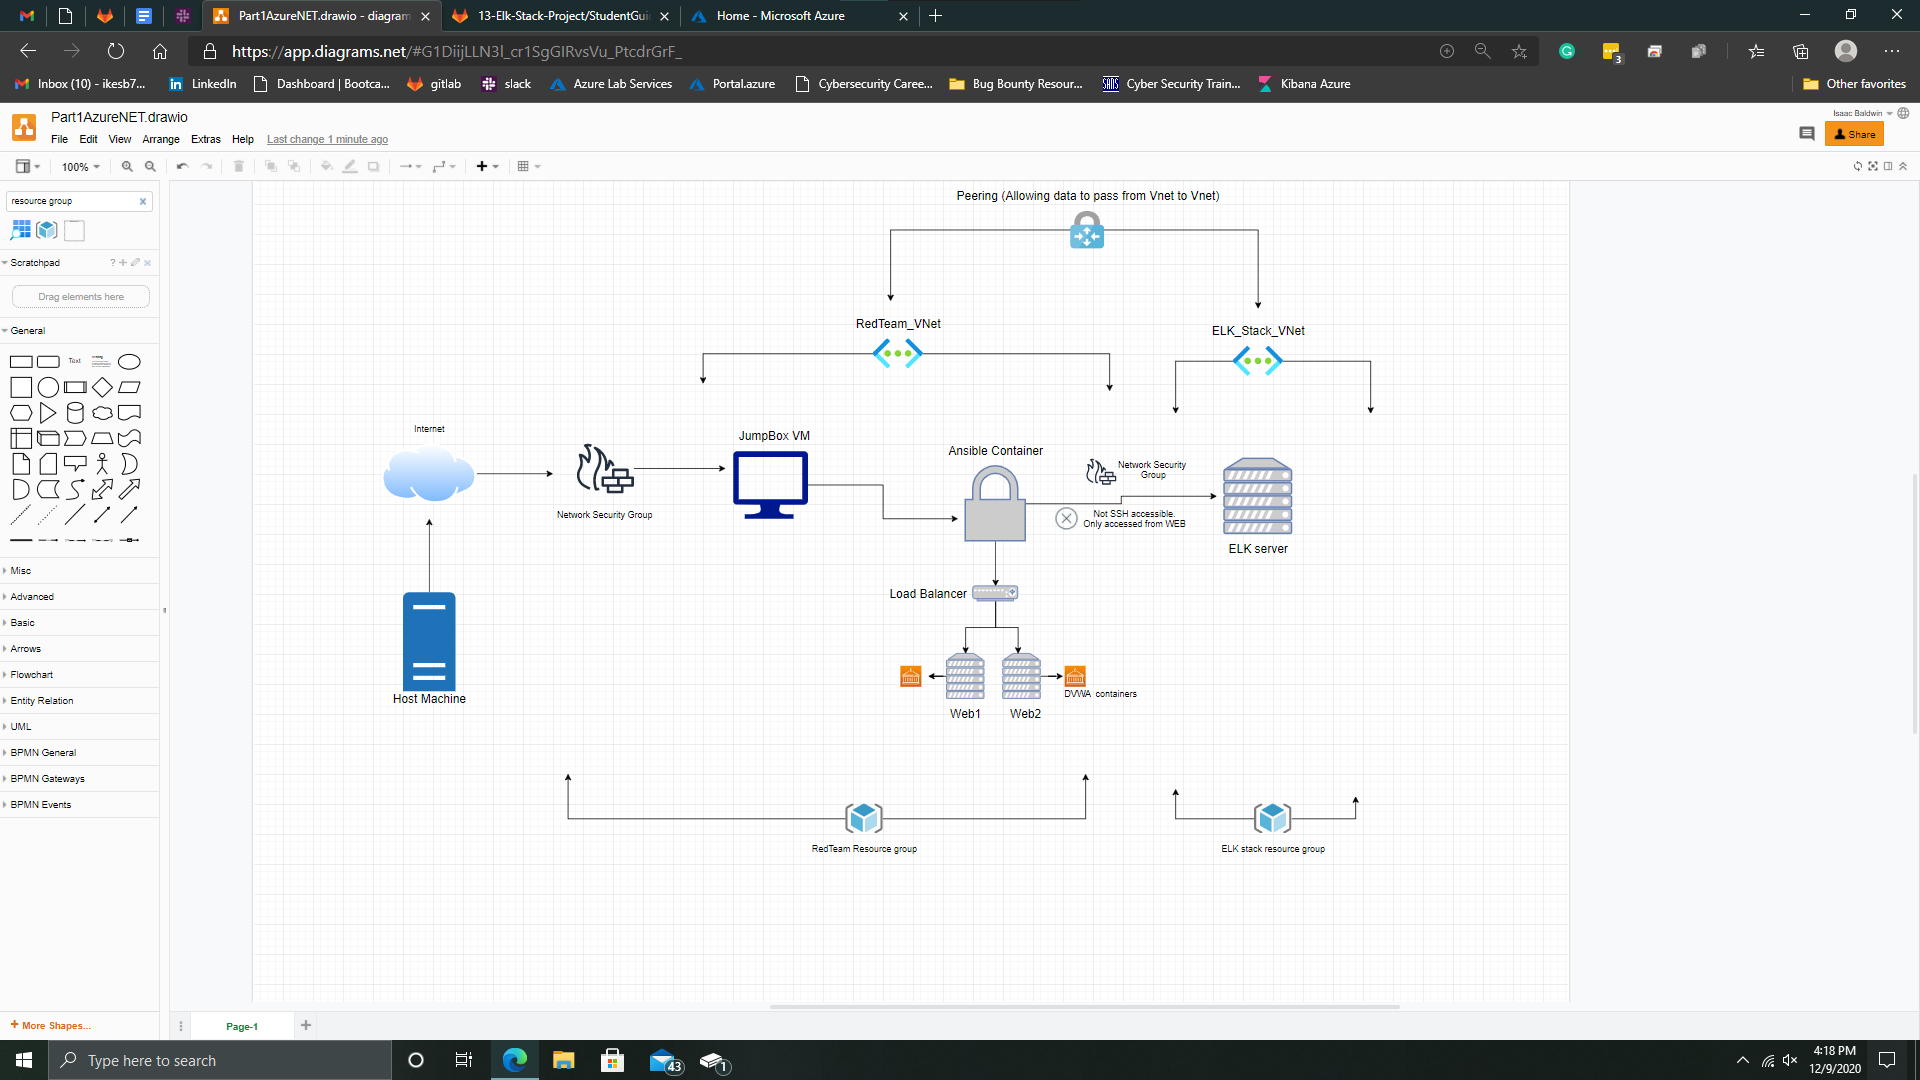 Part1AzureNET.drawio - diagram
13-Elk-Stack-Project/StudentGui
Home - Microsoft Azure
https://app.diagrams.net/#G1DiijLLN3l_cr1SgGIRvsVu_PtcdrGrF_
3
Inbox (10) - ikesb7...
LinkedIn
Dashboard | Bootca...
gitlab
slack
Azure Lab Services
Portal.azure
Cybersecurity Caree...
Bug Bounty Resour...
SANS
Cyber Security Train...
Kibana Azure
Other favorites
Part1AzureNET.drawio
Isaac Baldwin
File Edit View Arrange Extras Help Last change 1 minute ago
Share
100%
resource group
Scratchpad
Drag elements here
General
Text
Misc
Advanced
Basic
Arrows
Flowchart
Entity Relation
UML
BPMN General
BPMN Gateways
BPMN Events
+ More Shapes...
Peering (Allowing data to pass from Vnet to Vnet)
RedTeam_VNet
ELK_Stack_VNet
Internet
Network Security Group
JumpBox VM
Ansible Container
Network Security
Group
Not SSH accessible.
Only accessed from WEB
ELK server
Host Machine
Load Balancer
Web1
Web2
DVWA containers
RedTeam Resource group
ELK stack resource group
Page-1
Type here to search
43
1
4:18 PM
12/9/2020